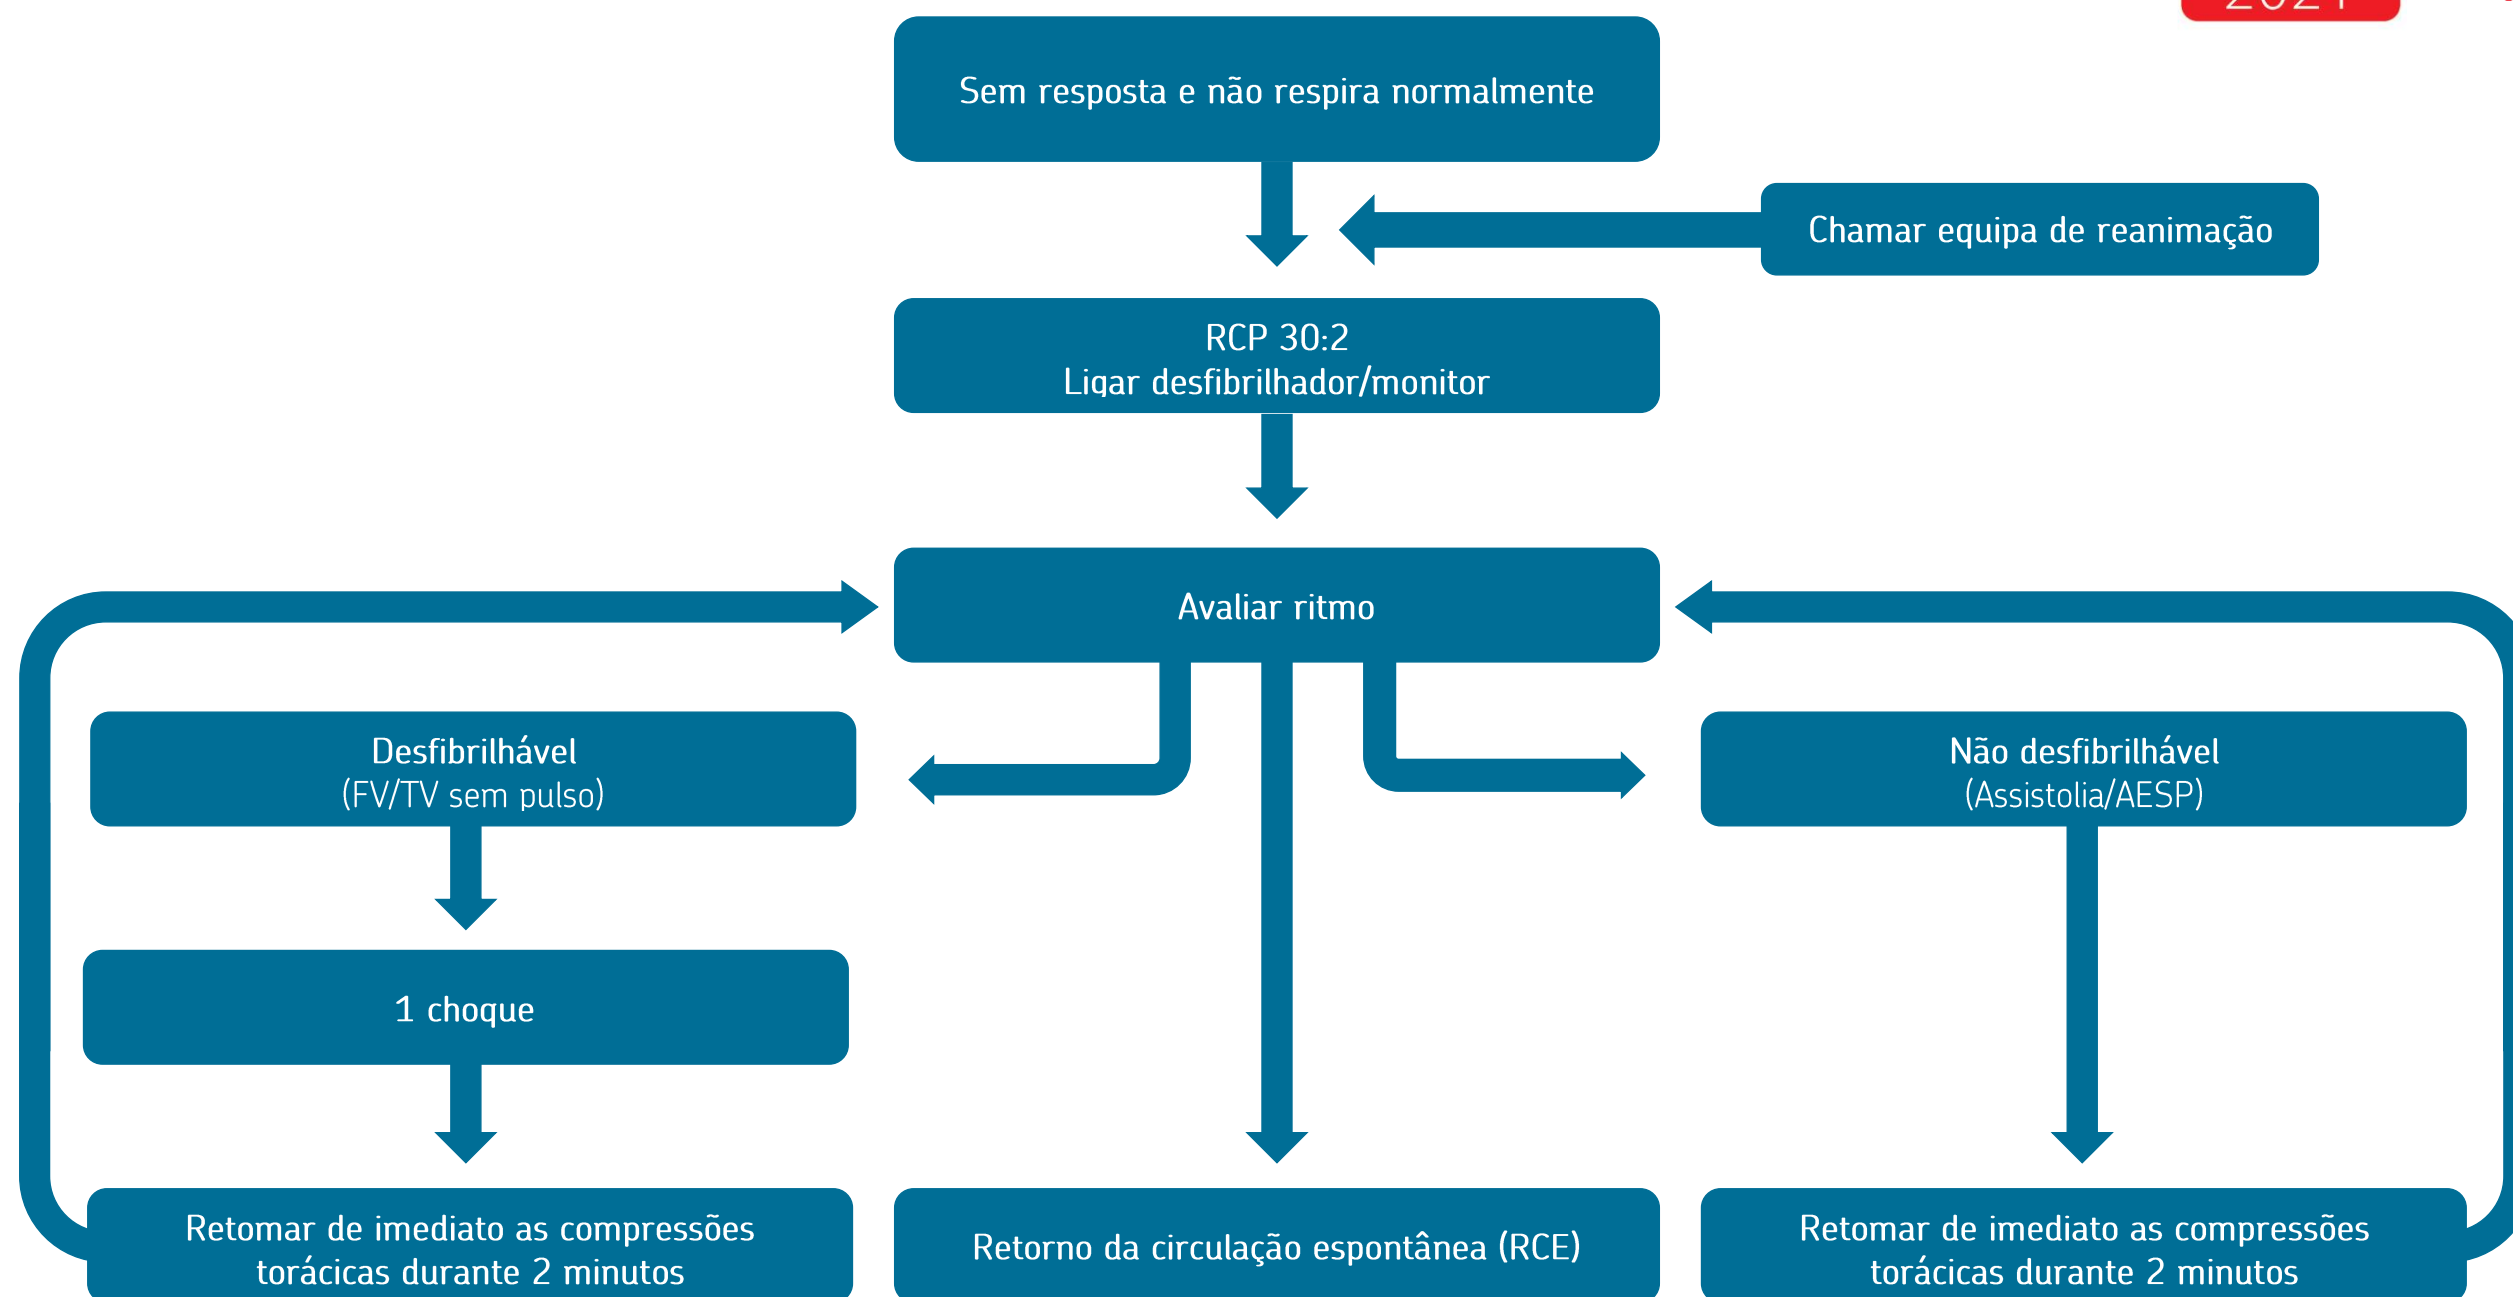 2021
Sem resposta e não respira normalmente
Chamar equipa de reanimação
RCP 30:2
Ligar desfibrilhador/monitor
Avaliar ritmo
Desfibrilhável
(FV/TV sem pulso)
Não desfibrilhável
(Assistolia/AESP)
1 choque
Retomar de imediato as compressões
torácicas durante 2 minutos
Retorno da circulação espontânea (RCE)
Retomar de imediato as compressões
torácicas durante 2 minutos